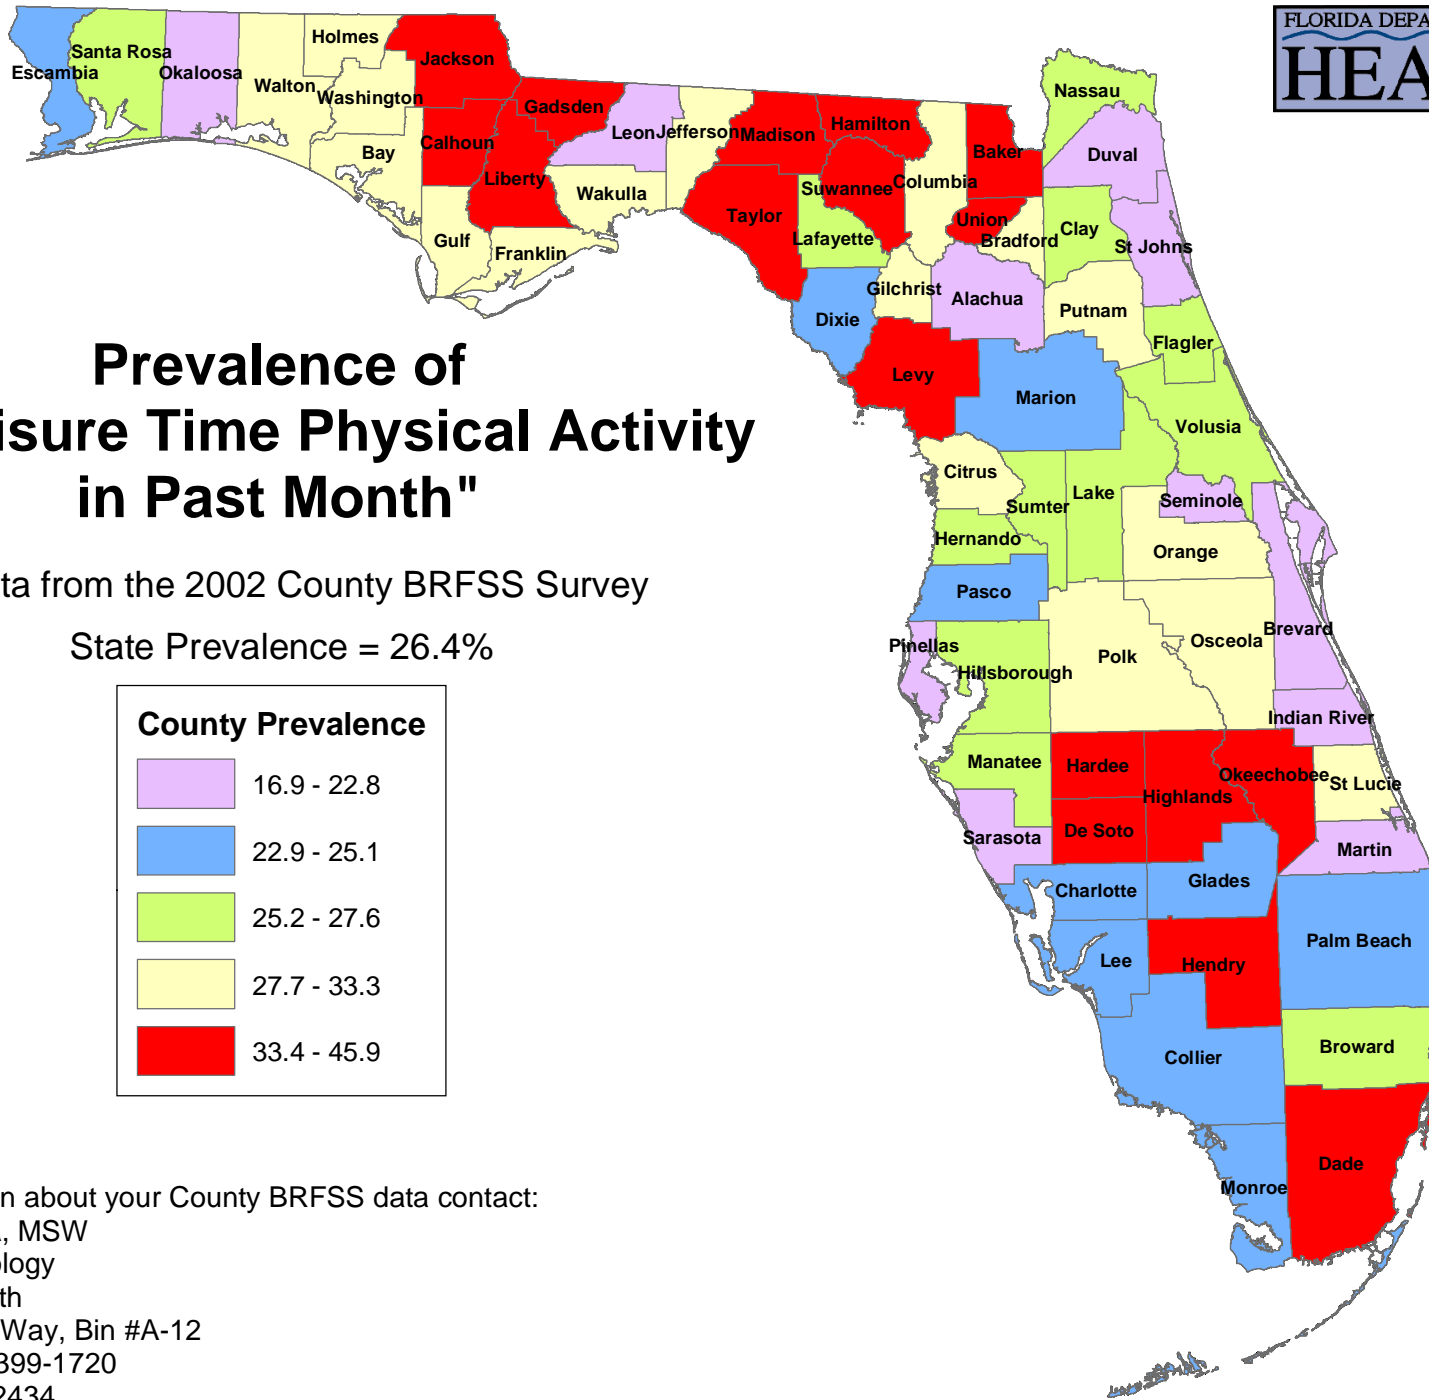 FLORIDA DEPA
HEA
Holmes
Jackson
Santa Rosa
Escambia
Okaloosa
Walton
Washington
Gadsden
Nassau
Leon
Jefferson
Madison
Hamilton
Calhoun
Bay
Baker
Duval
Liberty
Wakulla
Suwannee
Columbia
Taylor
Union
Clay
Gulf
Franklin
Lafayette
Bradford
St Johns
Gilchrist
Alachua
Dixie
Putnam
Flagler
Prevalence of
isure Time Physical Activity
in Past Month"
Levy
Marion
Volusia
Citrus
Sumter
Lake
Seminole
Hernando
Orange
ta from the 2002 County BRFSS Survey
Pasco
State Prevalence = 26.4%
Pinellas
Hillsborough
Polk
Osceola
Brevard
Indian River
County Prevalence
16.9 - 22.8
22.9 - 25.1
25.2 - 27.6
27.7 - 33.3
33.4 - 45.9
Manatee
Hardee
Highlands
Okeechobee
St Lucie
Sarasota
De Soto
Martin
Charlotte
Glades
Palm Beach
Lee
Hendry
Collier
Broward
Dade
Monroe
n about your County BRFSS data contact:
, MSW
ology
th
Way, Bin #A-12
399-1720
2434